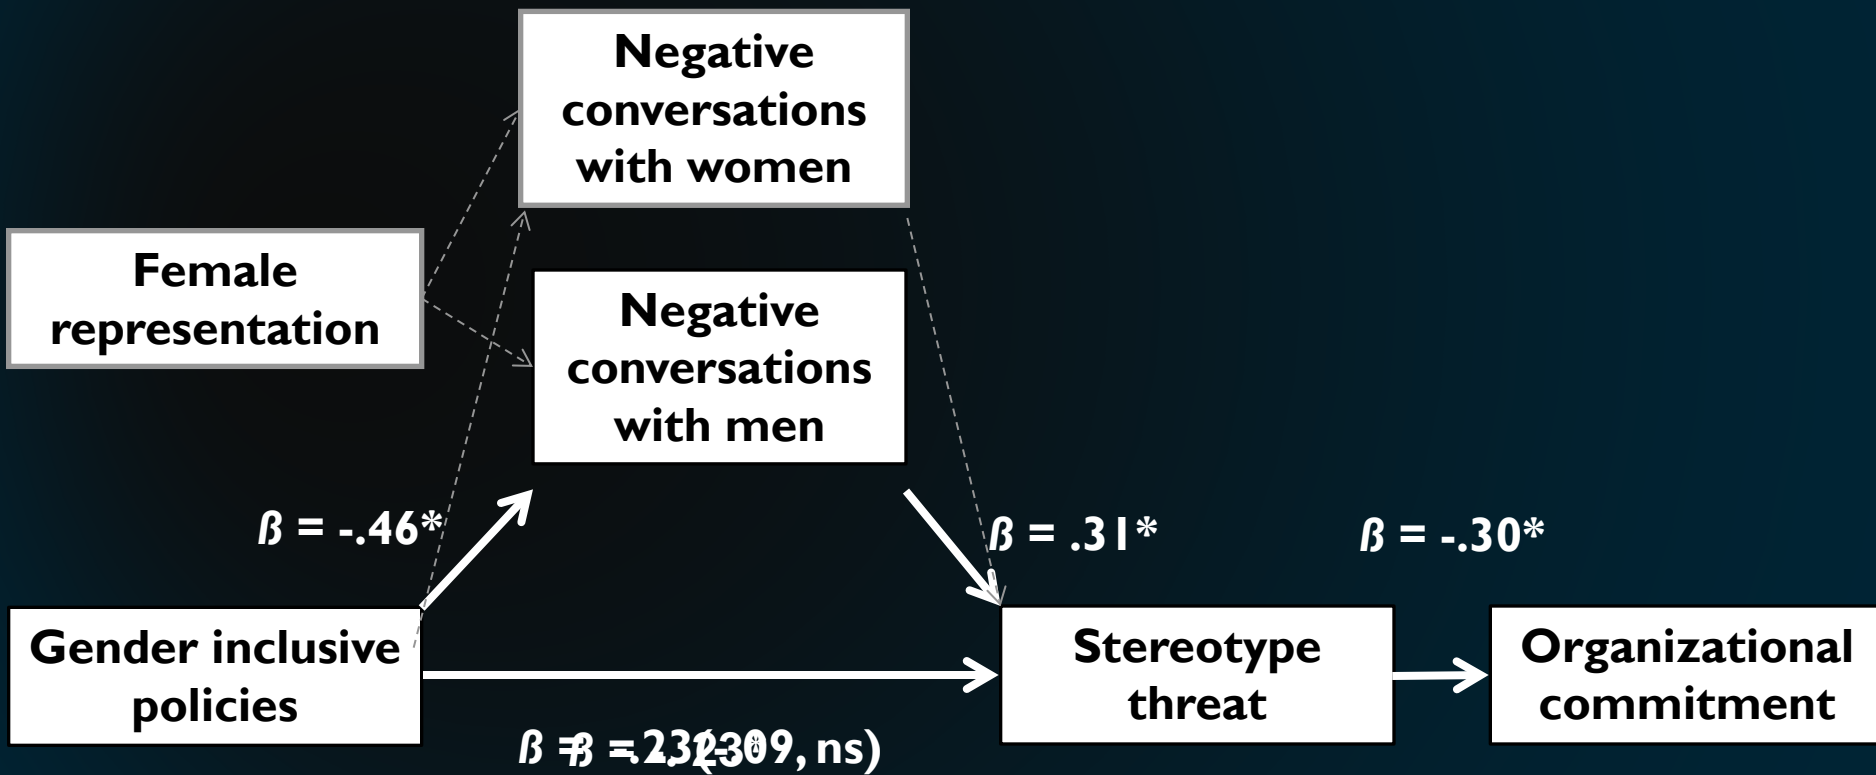 Negative
conversations
with women
Female
representation
Negative
conversations
with men
ß = -.46*
ß = .31*
ß = -.30*
Gender inclusive
policies
Stereotype
threat
Organizational
commitment
, ns)